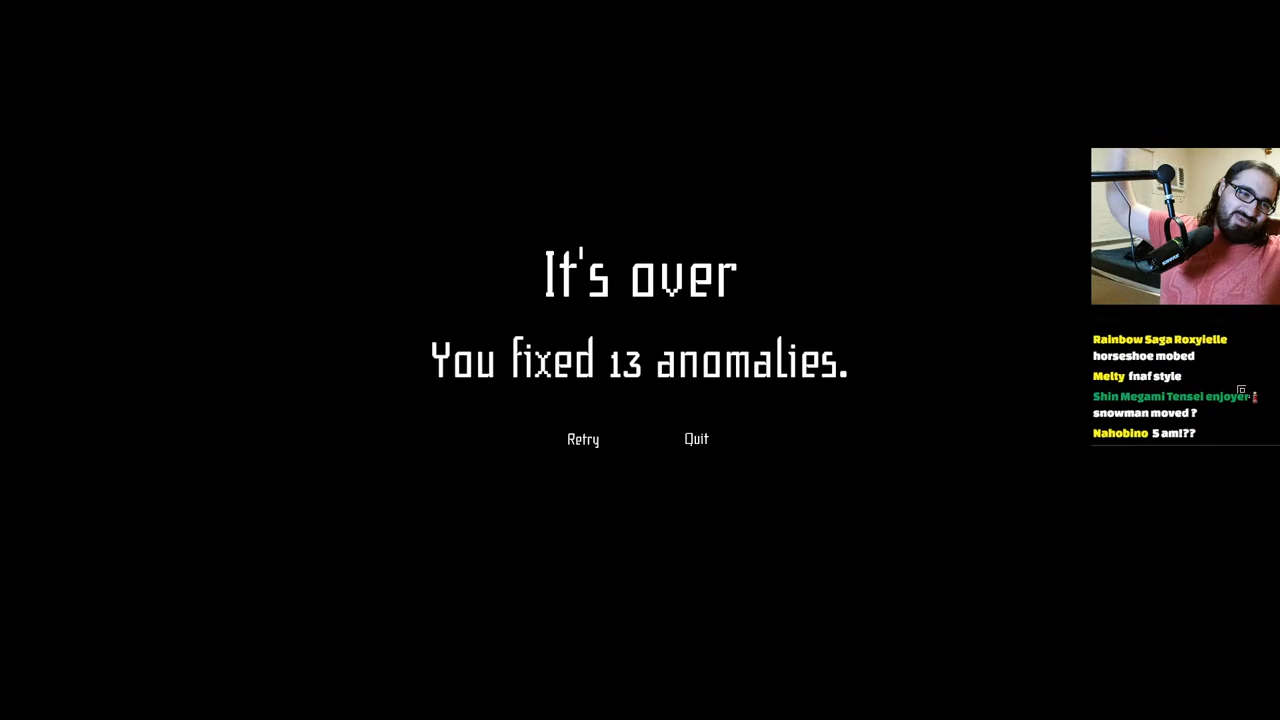 It's over
You fixed 13 anomalies.
Retry Quit
SHURE
Rainbow Saga Roxyielle
horseshoe mobed
Melty fnaf style
Shin Megami Tensei enjoyer
snowman moved ?
Nahobino 5 am!??